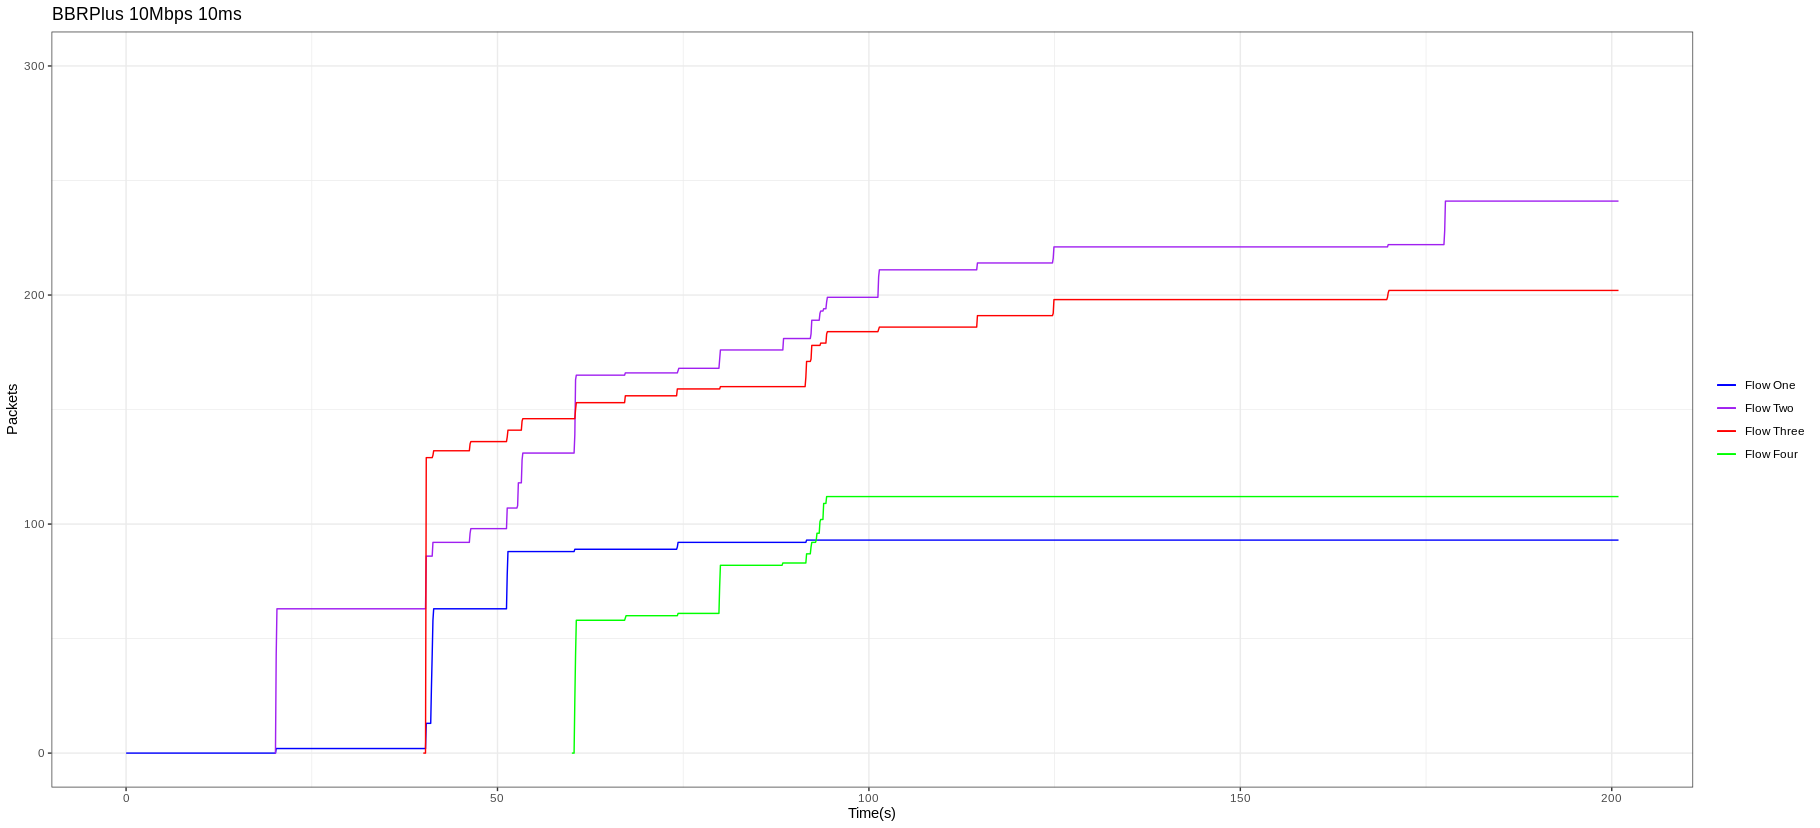 BBRPlus 10Mbps 10ms
300
200
100
0
Packets
0 50 100 150 200
Time(s)
Flow One
Flow Two
Flow Three
Flow Four